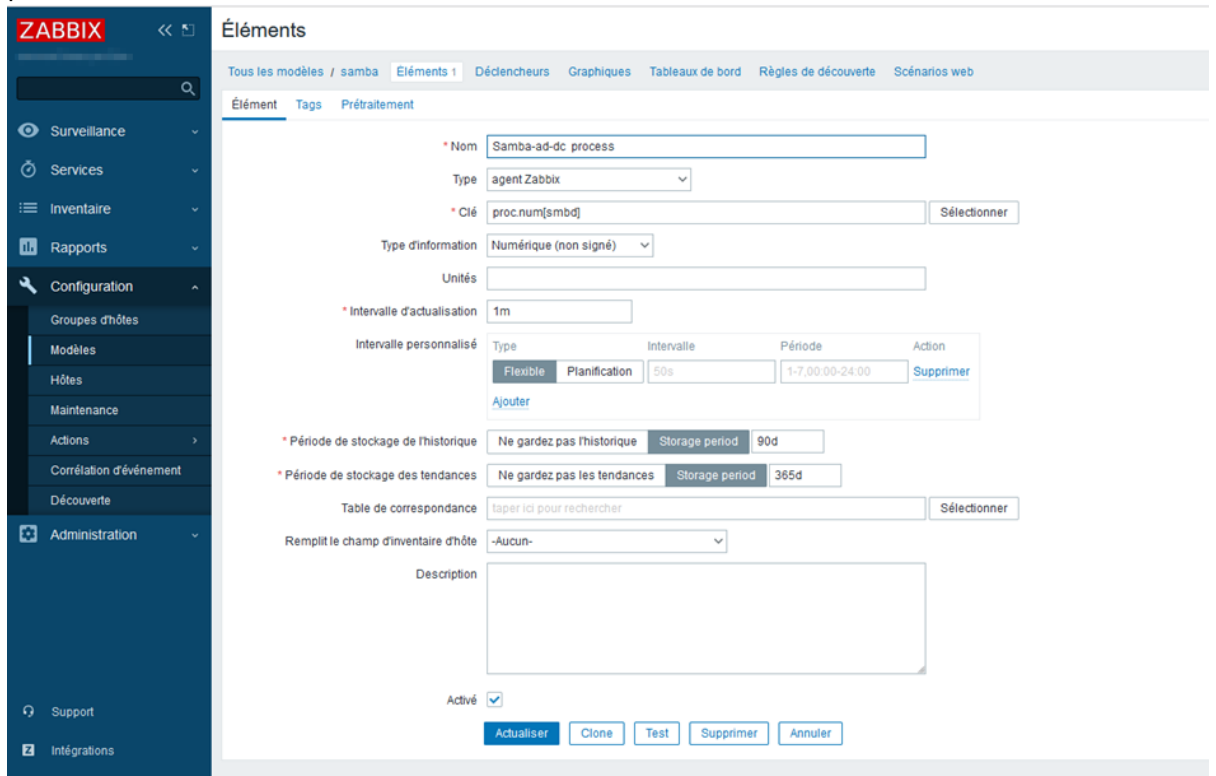 ZABBIX
Éléments
Tous les modèles / samba Éléments 1 Déclencheurs Graphiques Tableaux de bord Règles de découverte Scénarios web
Élément Tags Prétraitement
Surveillance
Services
Inventaire
Rapports
Configuration
Groupes d'hôtes
Modèles
Hôtes
Maintenance
Actions
Corrélation d'événement
Découverte
Administration
Support
Z Intégrations
* Nom Samba-ad-dc process
Type agent Zabbix
* Clé proc.num[smbd] Sélectionner
Type d'information Numérique (non signé)
Unités
* Intervalle d'actualisation 1m
Intervalle personnalisé Type Intervalle Période Action
Flexible Planification 50s 1-7,00:00-24:00 Supprimer
Ajouter
* Période de stockage de l'historique Ne gardez pas l'historique Storage period 90d
* Période de stockage des tendances Ne gardez pas les tendances Storage period 365d
Table de correspondance taper ici pour rechercher Sélectionner
Remplit le champ d'inventaire d'hôte -Aucun-
Description
Activé
Actualiser Clone Test Supprimer Annuler